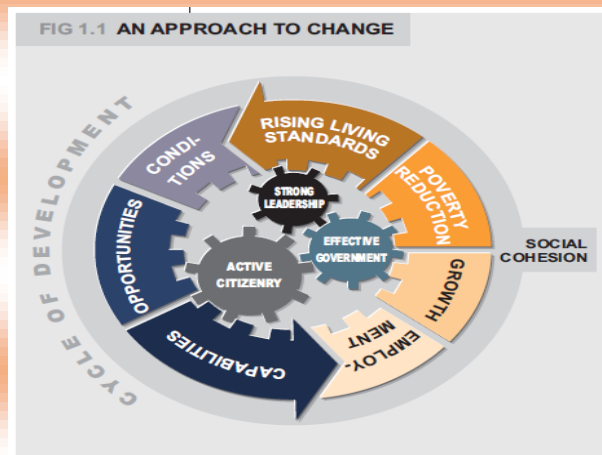 FIG 1.1 AN APPROACH TO CHANGE
CYCLE OF DEVELOPMENT
CONDI-
TIONS
RISING LIVING
STANDARDS
POVERTY
REDUCTION
STRONG
LEADERSHIP
OPPORTUNITIES
EFFECTIVE
GOVERNMENT
SOCIAL
COHESION
ACTIVE
CITIZENRY
GROWTH
EMPLOY-
MENT
CAPABILITIES